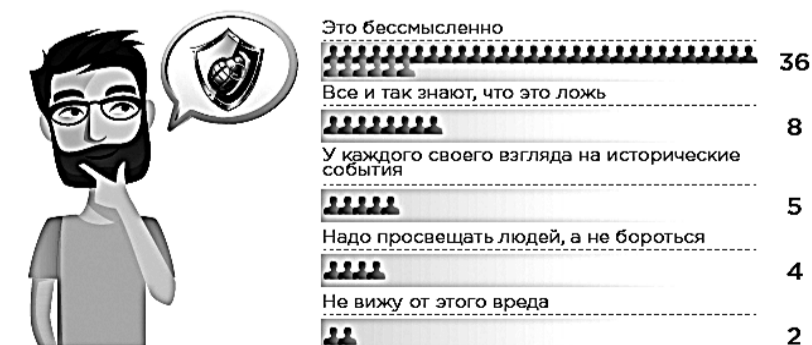 Это бессмысленно
36
Все и так знают, что это ложь
8
У каждого своего взгляда на исторические
события
5
Надо просвещать людей, а не бороться
4
Не вижу от этого вреда
2